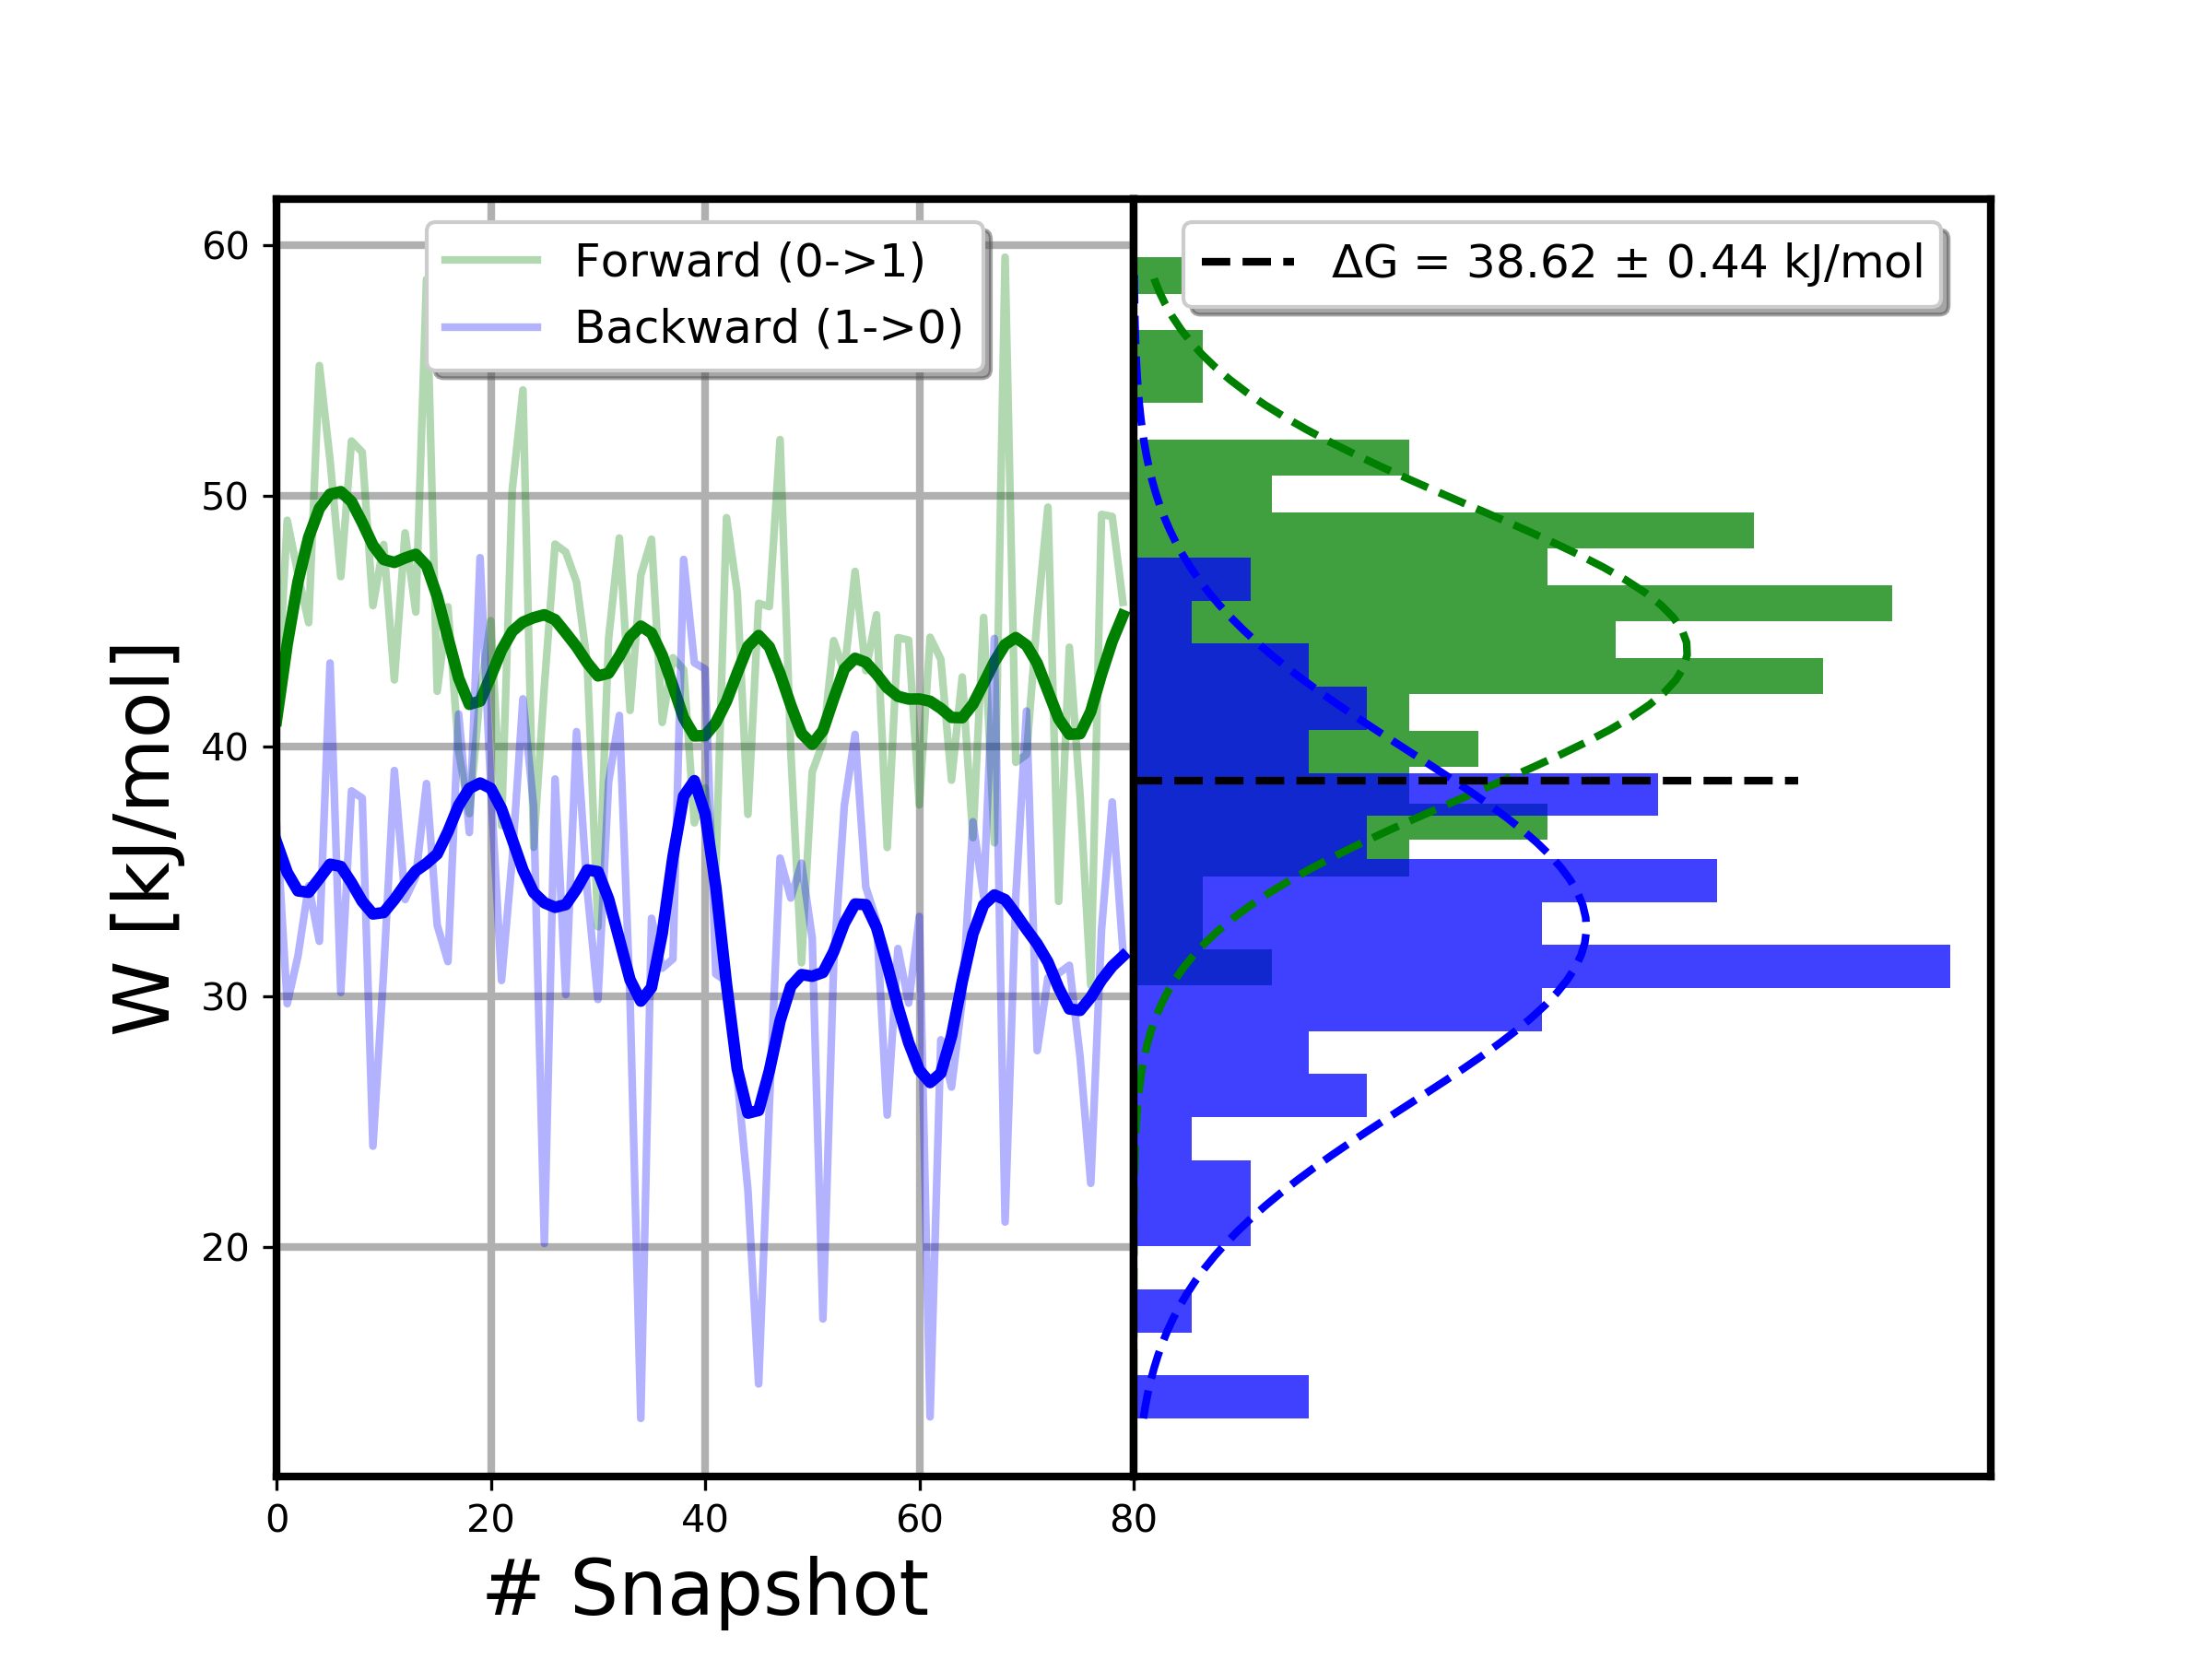 Forward (0->1)
Backward (1->0)
ΔG = 38.62 ± 0.44 kJ/mol
60
50
40
30
20
W [kJ/mol]
0 20 40 60 80
# Snapshot